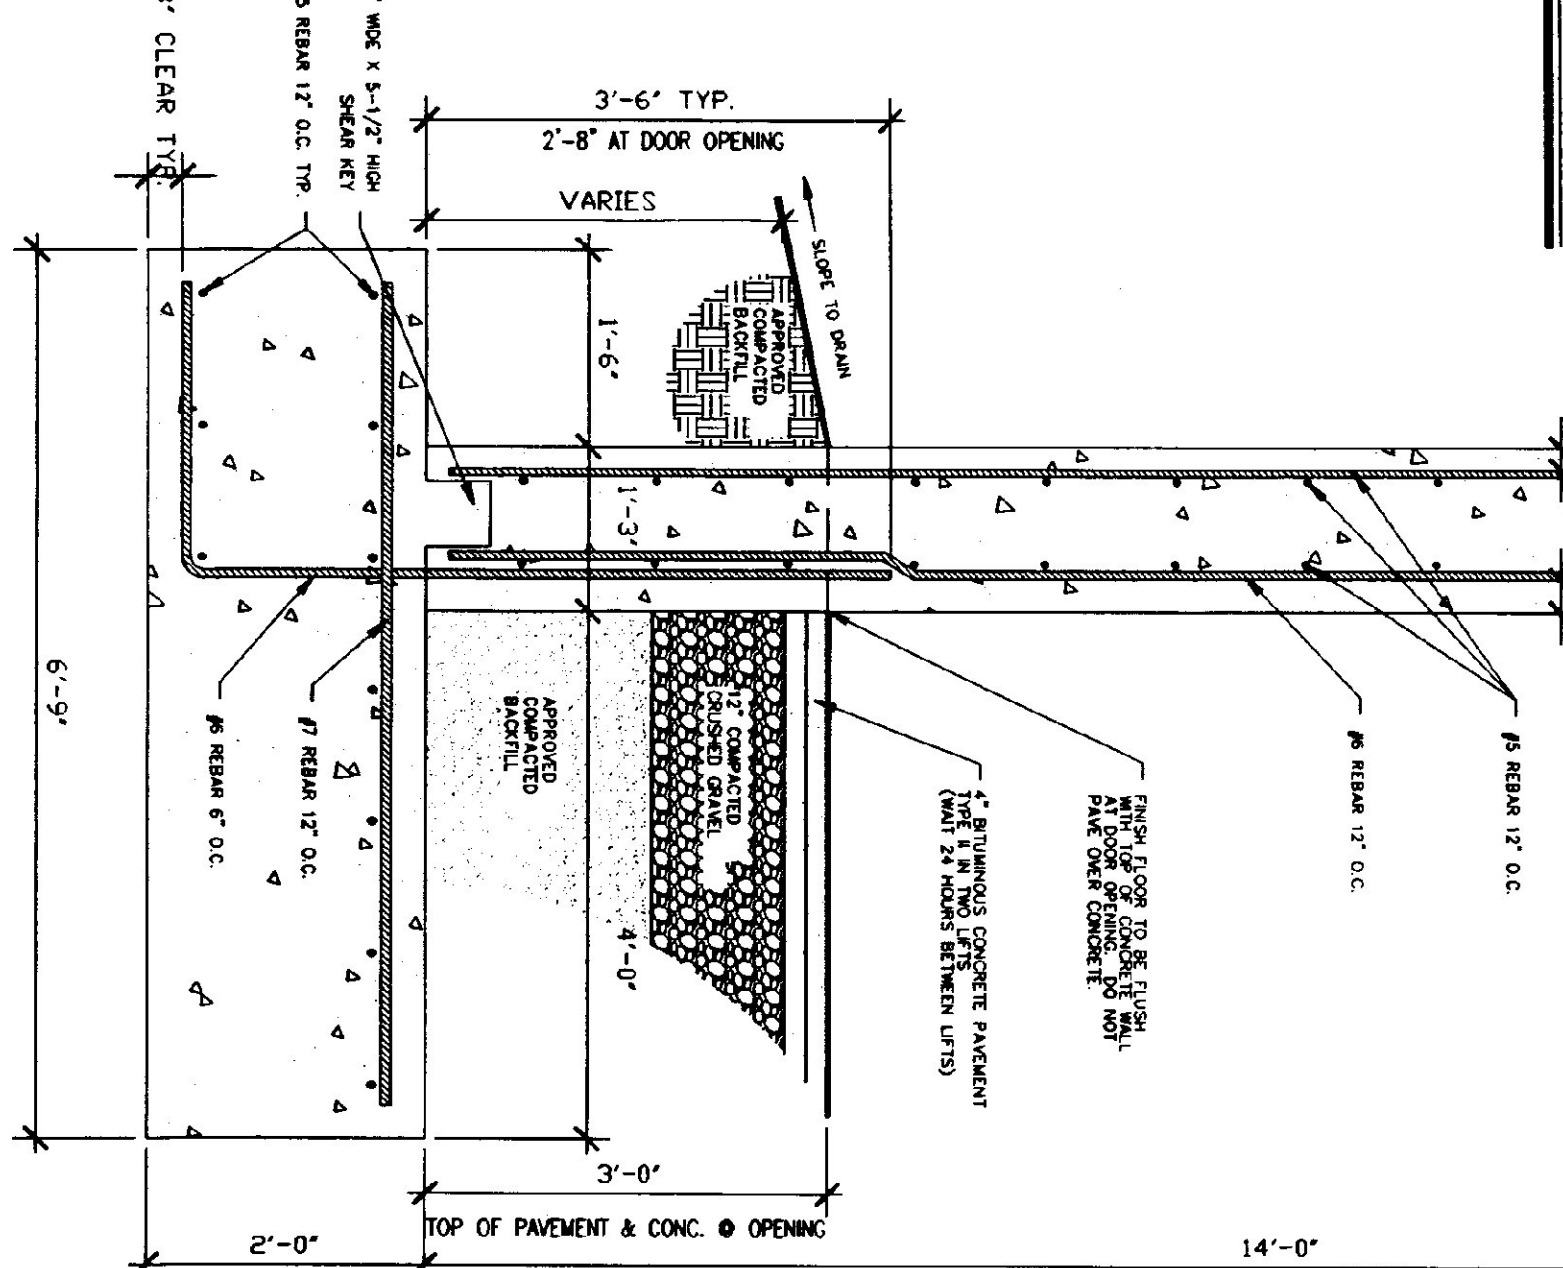 3'-6" TYP.
2'-8" AT DOOR OPENING
VARIES
SLOPE TO DRAIN
APPROVED
COMPACTED
BACKFILL
WIDE X 5-1/2" HIGH
SHEAR KEY
REBAR 12" O.C. TYP.
CLEAR TYP.
1'-6"
1'-3"
4'-0"
6'-9"
#5 REBAR 12" O.C.
#6 REBAR 12" O.C.
FINISH FLOOR TO BE FLUSH
WITH TOP OF CONCRETE WALL
AT DOOR OPENING. DO NOT
PAVE OVER CONCRETE.
4" BITUMINOUS CONCRETE PAVEMENT
TYPE II IN TWO LIFTS
(WAIT 24 HOURS BETWEEN LIFTS)
12" COMPACTED
CRUSHED GRAVEL
APPROVED
COMPACTED
BACKFILL
#7 REBAR 12" O.C.
#6 REBAR 6" O.C.
3'-0"
TOP OF PAVEMENT & CONC. @ OPENING
2'-0"
14'-0"